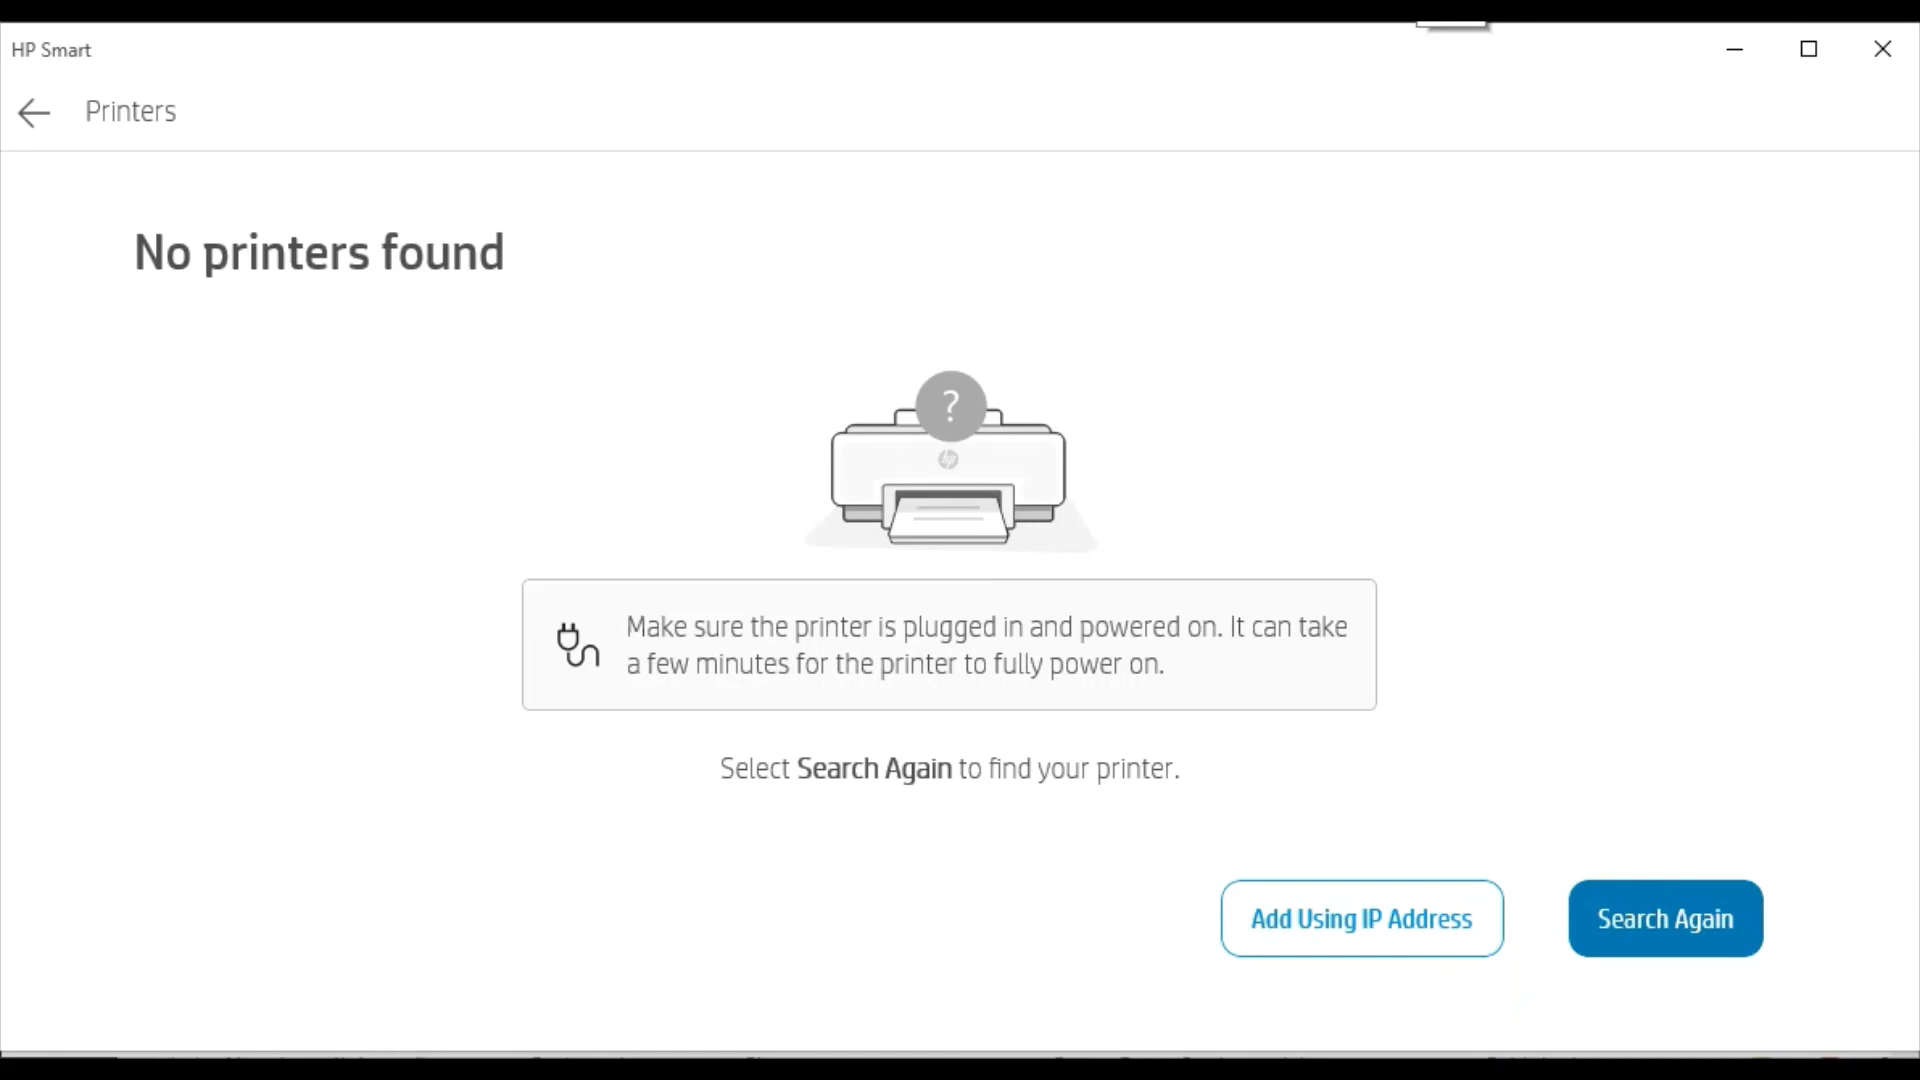 HP Smart
Printers
No printers found
?
hp
Make sure the printer is plugged in and powered on. It can take
a few minutes for the printer to fully power on.
Select Search Again to find your printer.
Add Using IP Address
Search Again